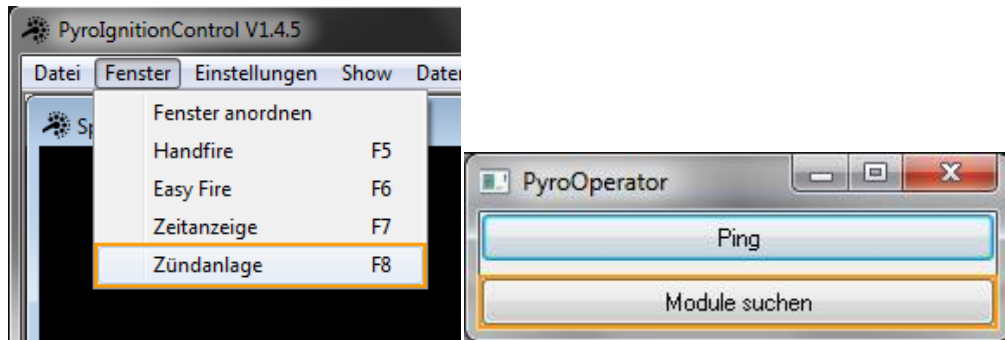 PyroIgnitionControl V1.4.5
Datei Fenster Einstellungen Show
Fenster anordnen
Handfire F5
Easy Fire F6
Zeitanzeige F7
Zündanlage F8
PyroOperator
Ping
Module suchen